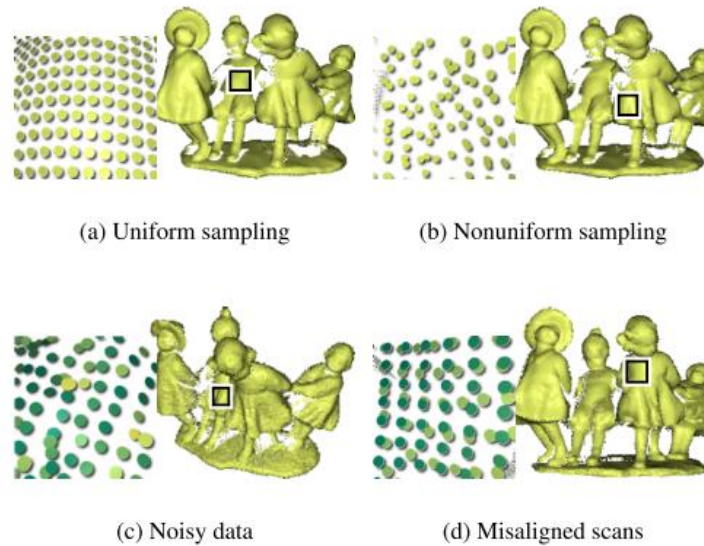 (a) Uniform sampling
(b) Nonuniform sampling
(c) Noisy data
(d) Misaligned scans